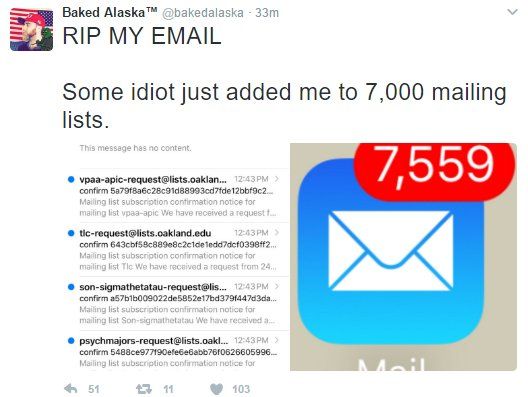 Baked Alaska™ @bakedalaska · 33m
RIP MY EMAIL
Some idiot just added me to 7,000 mailing
lists.
This message has no content.
vpaa-apic-request@lists.oaklan... 12:43 PM
confirm 5a79f8a6c28c91d88993cd7fde12bbf9c2...
Mailing list subscription confirmation notice for
mailing list vpaa-apic We have received a request f...
tlc-request@lists.oakland.edu 12:43 PM
confirm 643cbf58c889e8c2c1de1edd7dcf0398ff2...
Mailing list subscription confirmation notice for
mailing list Tlc We have received a request from 24...
son-sigmathetatau-request@lis... 12:43 PM
confirm a57b1b009022de5852e17bd379f447d3da...
Mailing list subscription confirmation notice for
mailing list Son-sigmathetatau We have received a...
psychmajors-request@lists.oakl... 12:43 PM
confirm 5488ce977f90efe6e6abb76f0626605996...
Mailing list subscription confirmation notice for
7,559
Mail
51 11 103